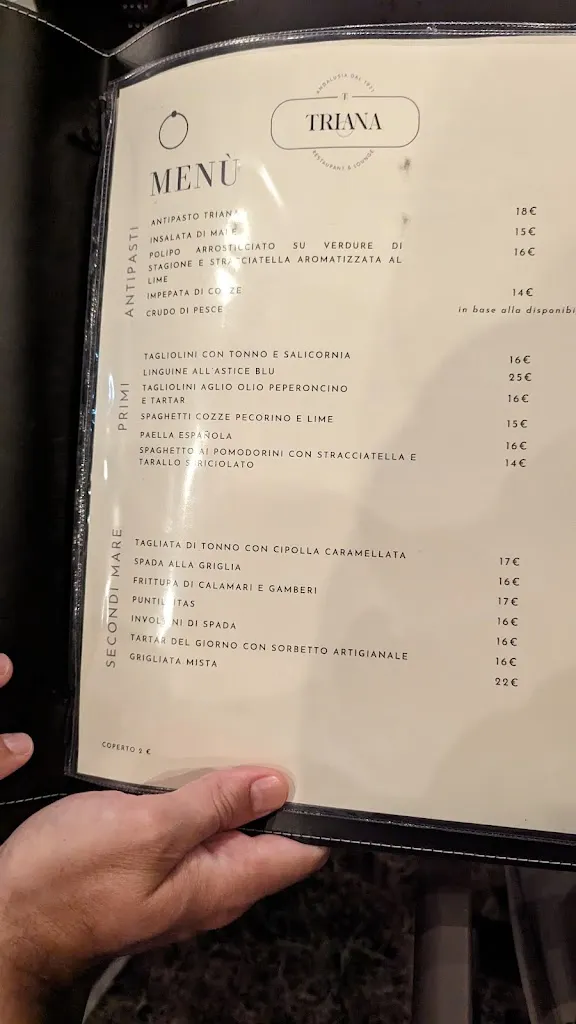 ANDALUSIA DEL 1971
T
TRIANA
RESTAURANT & LOUNGE
MENÙ
ANTIPASTI
ANTIPASTO TRIANA 18€
INSALATA DI MARE 15€
POLIPO ARROSTICCIATO SU VERDURE DI 16€
STAGIONE E STRACCIATELLA AROMATIZZATA AL
LIME
IMPEPATA DI COZZE 14€
CRUDO DI PESCE in base alla disponibi
PRIMI
TAGLIOLINI CON TONNO E SALICORNIA 16€
LINGUINE ALL'ASTICE BLU 25€
TAGLIOLINI AGLIO OLIO PEPERONCINO
E TARTAR 16€
SPAGHETTI COZZE PECORINO E LIME 15€
PAELLA ESPAÑOLA 16€
SPAGHETTO AI POMODORINI CON STRACCIATELLA E 14€
TARALLO SBRICIOLATO
SECONDI MARE
TAGLIATA DI TONNO CON CIPOLLA CARAMELLATA 17€
SPADA ALLA GRIGLIA 16€
FRITTURA DI CALAMARI E GAMBERI 17€
PUNTILLITAS 16€
INVOLTINI DI SPADA 16€
TARTAR DEL GIORNO CON SORBETTO ARTIGIANALE 16€
GRIGLIATA MISTA 22€
COPERTO 2 €